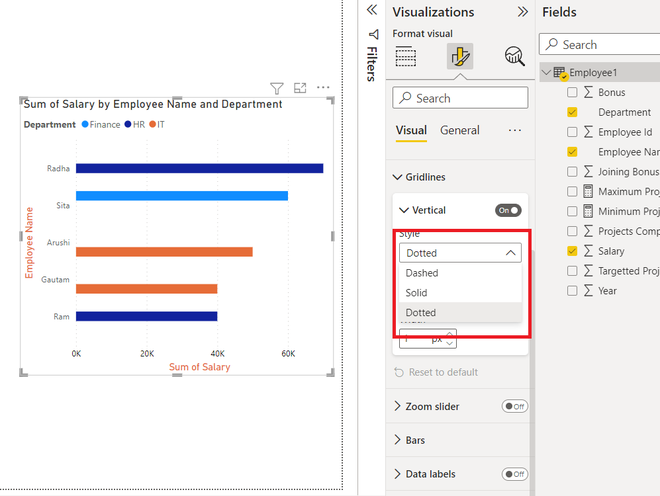 Visualizations
Fields
Format visual
Filters
Search
Search
Employee1
Bonus
Department
Employee Id
Employee Nar
Joining Bonus
Maximum Proj
Minimum Proj
Projects Comp
Salary
Targetted Proj
Year
Visual
General
Gridlines
Vertical
On
Style
Dotted
Dashed
Solid
Dotted
px
Reset to default
Zoom slider
Off
Bars
Data labels
Off
Sum of Salary by Employee Name and Department
Department Finance HR IT
Employee Name
Radha
Sita
Arushi
Gautam
Ram
0K 20K 40K 60K
Sum of Salary